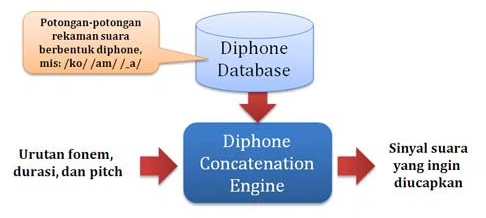 Potongan-potongan
rekaman suara
berbentuk diphone,
mis: /ko/ /am/ /_a/
Diphone
Database
Urutan fonem,
durasi, dan pitch
Diphone
Concatenation
Engine
Sinyal suara
yang ingin
diucapkan